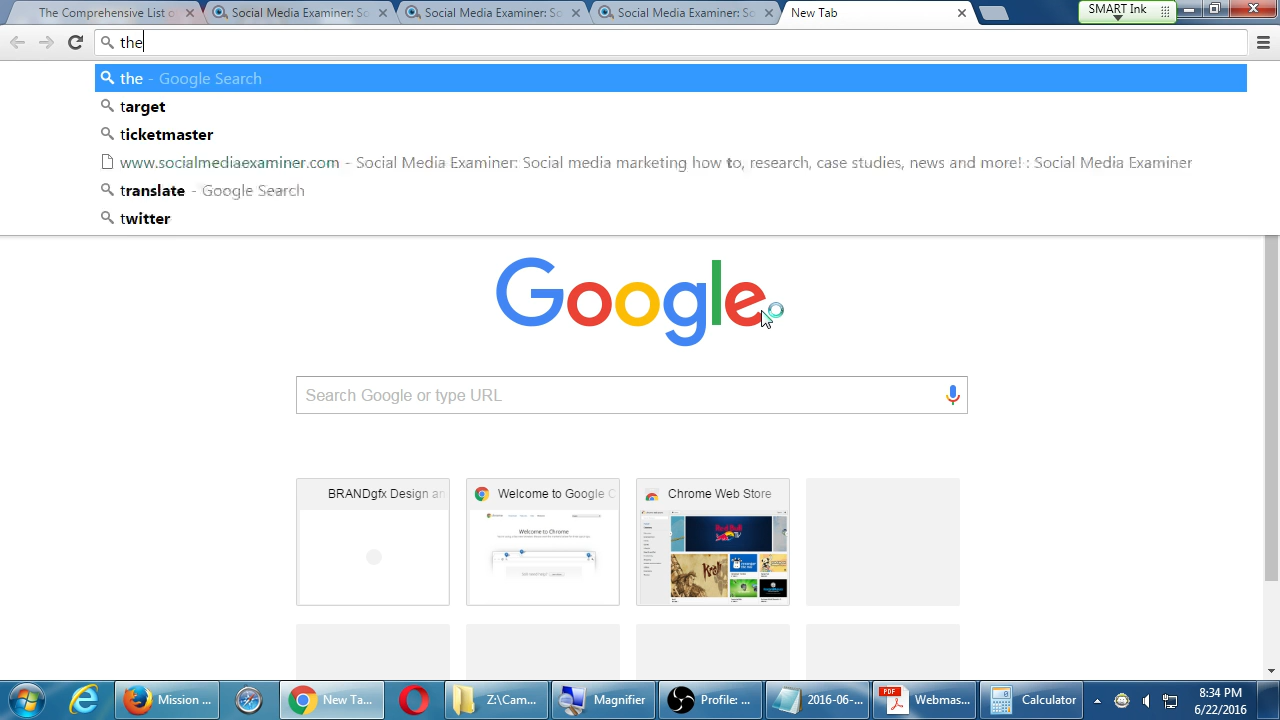 The Comprehensive List o
Social Media Examiner: So
Social Media Examiner: So
Social Media Examiner: So
New Tab
SMART Ink
the
the - Google Search
target
ticketmaster
www.socialmediaexaminer.com - Social Media Examiner: Social media marketing how to, research, case studies, news and more! : Social Media Examiner
translate - Google Search
twitter
Google
Search Google or type URL
BRANDgfx Design an
Welcome to Google C
Chrome Web Store
Welcome to Chrome
Red Bull
TV
Mission ...
New Ta...
Z:\Cam...
Magnifier
Profile: ...
2016-06-...
PDF
Webmas...
Calculator
8:34 PM
6/22/2016